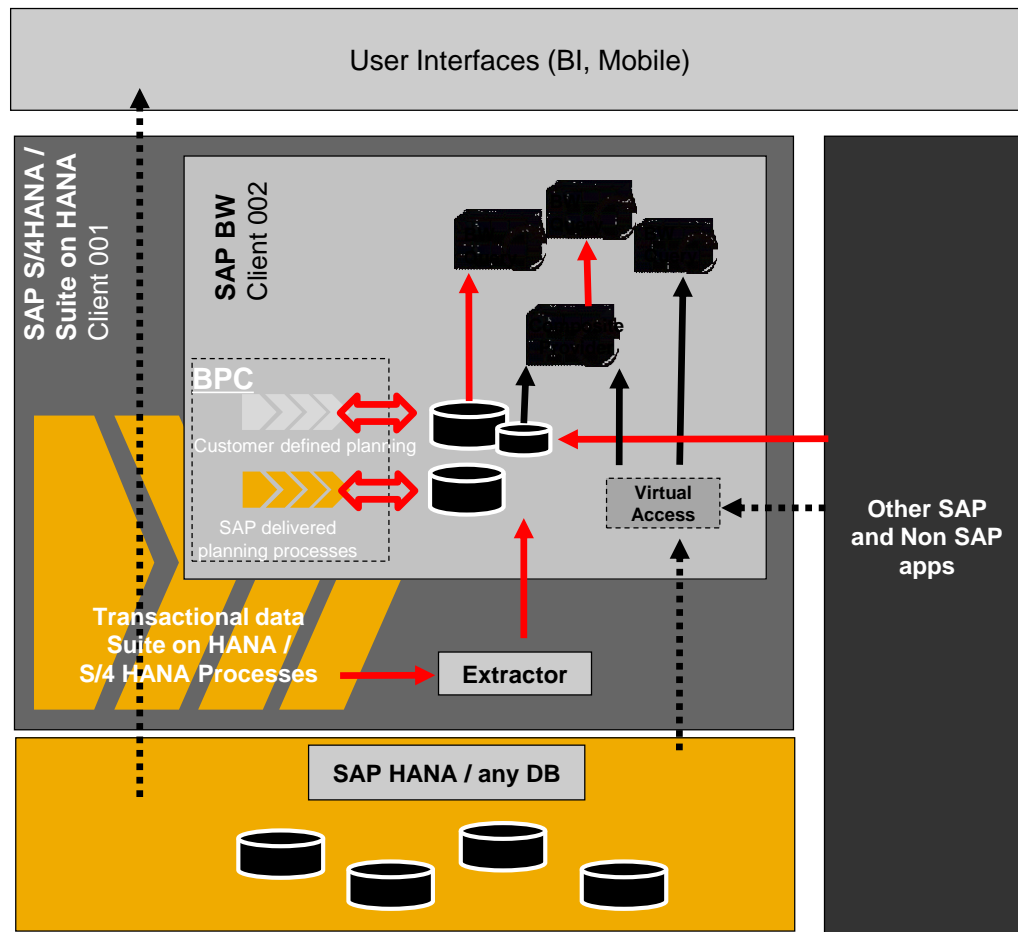 User Interfaces (BI, Mobile)
SAP S/4HANA /
Suite on HANA
Client 001
SAP BW
Client 002
BPC
Customer defined planning
SAP delivered
planning processes
Virtual
Access
Other SAP
and Non SAP
apps
Transactional data
Suite on HANA /
S/4 HANA Processes
Extractor
SAP HANA / any DB